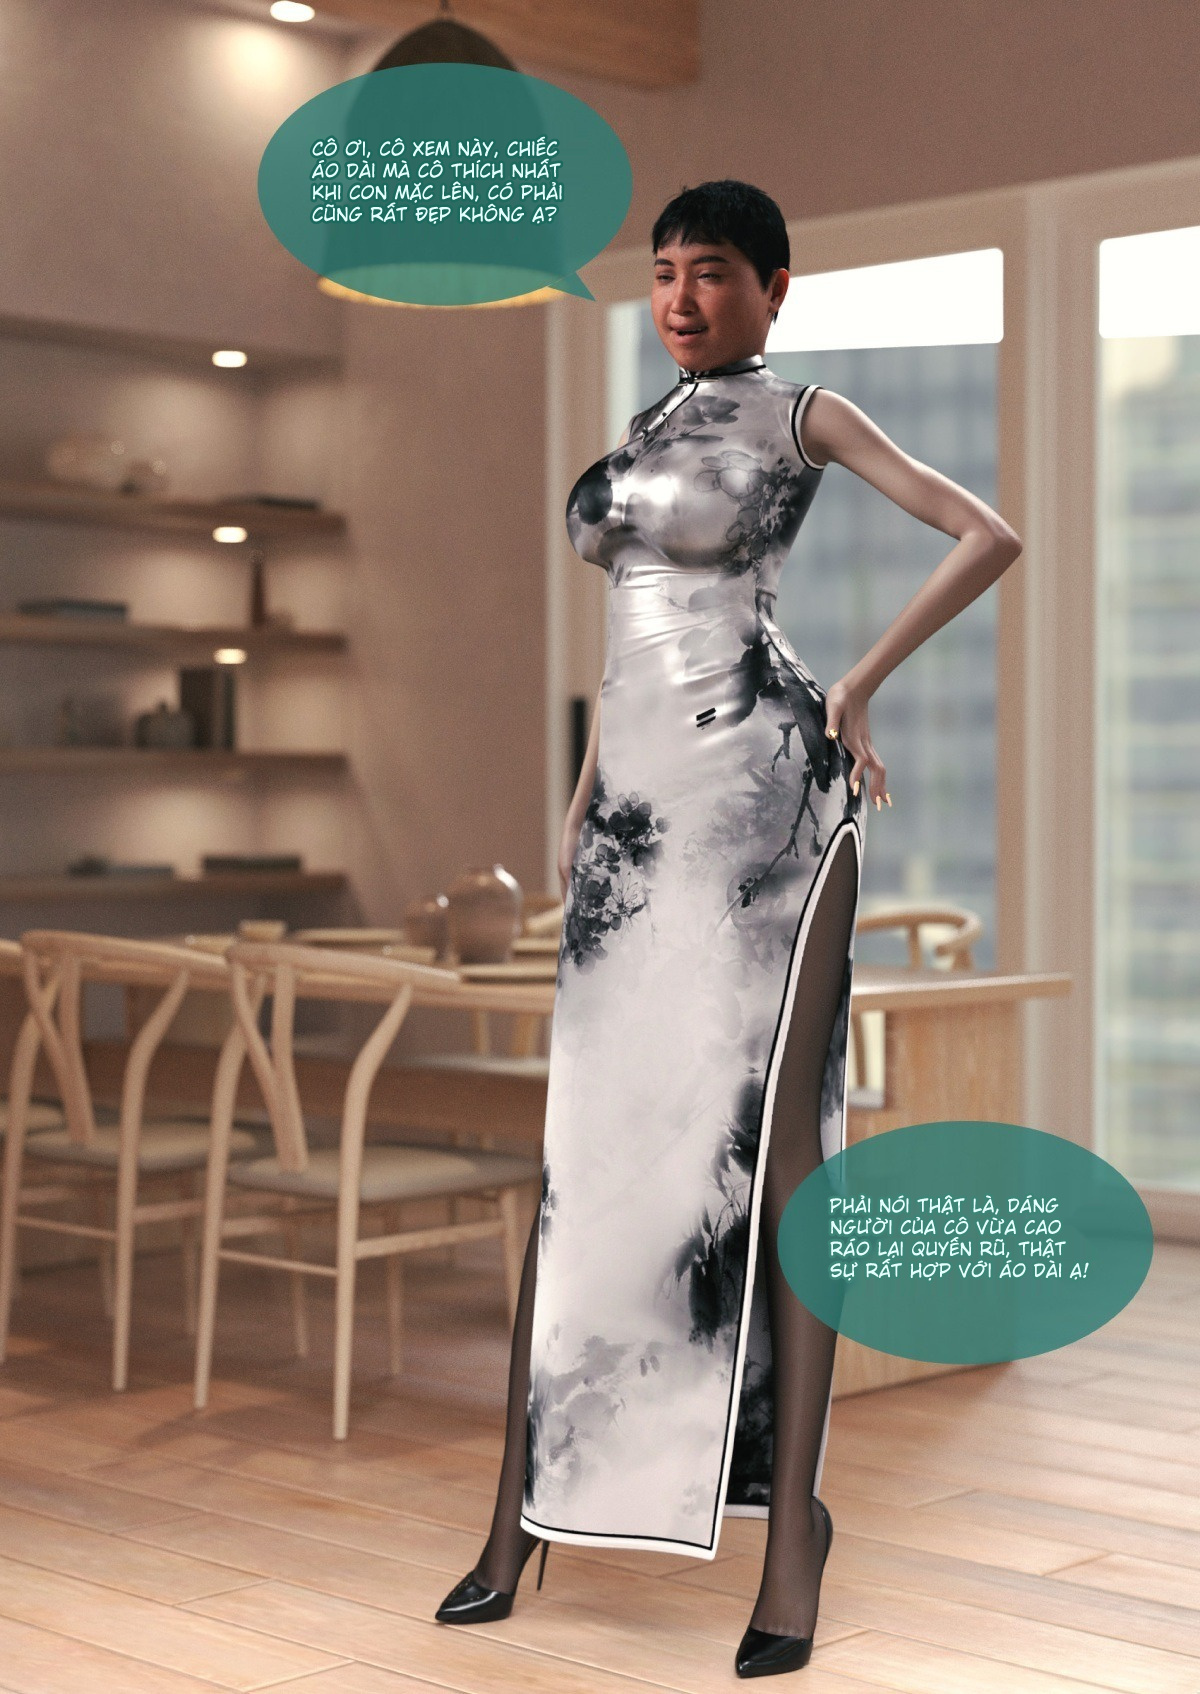 CÔ ƠI, CÔ XEM NÀY, CHIẾC
ÁO DÀI MÀ CÔ THÍCH NHẤT
KHI CON MẶC LÊN, CÓ PHẢI
CŨNG RẤT ĐẸP KHÔNG Ạ?
PHẢI NÓI THẬT LÀ, DÁNG
NGƯỜI CỦA CÔ VỪA CAO
RÁO LẠI QUYẾN RŨ, THẬT
SỰ RẤT HỢP VỚI ÁO DÀI Ạ!